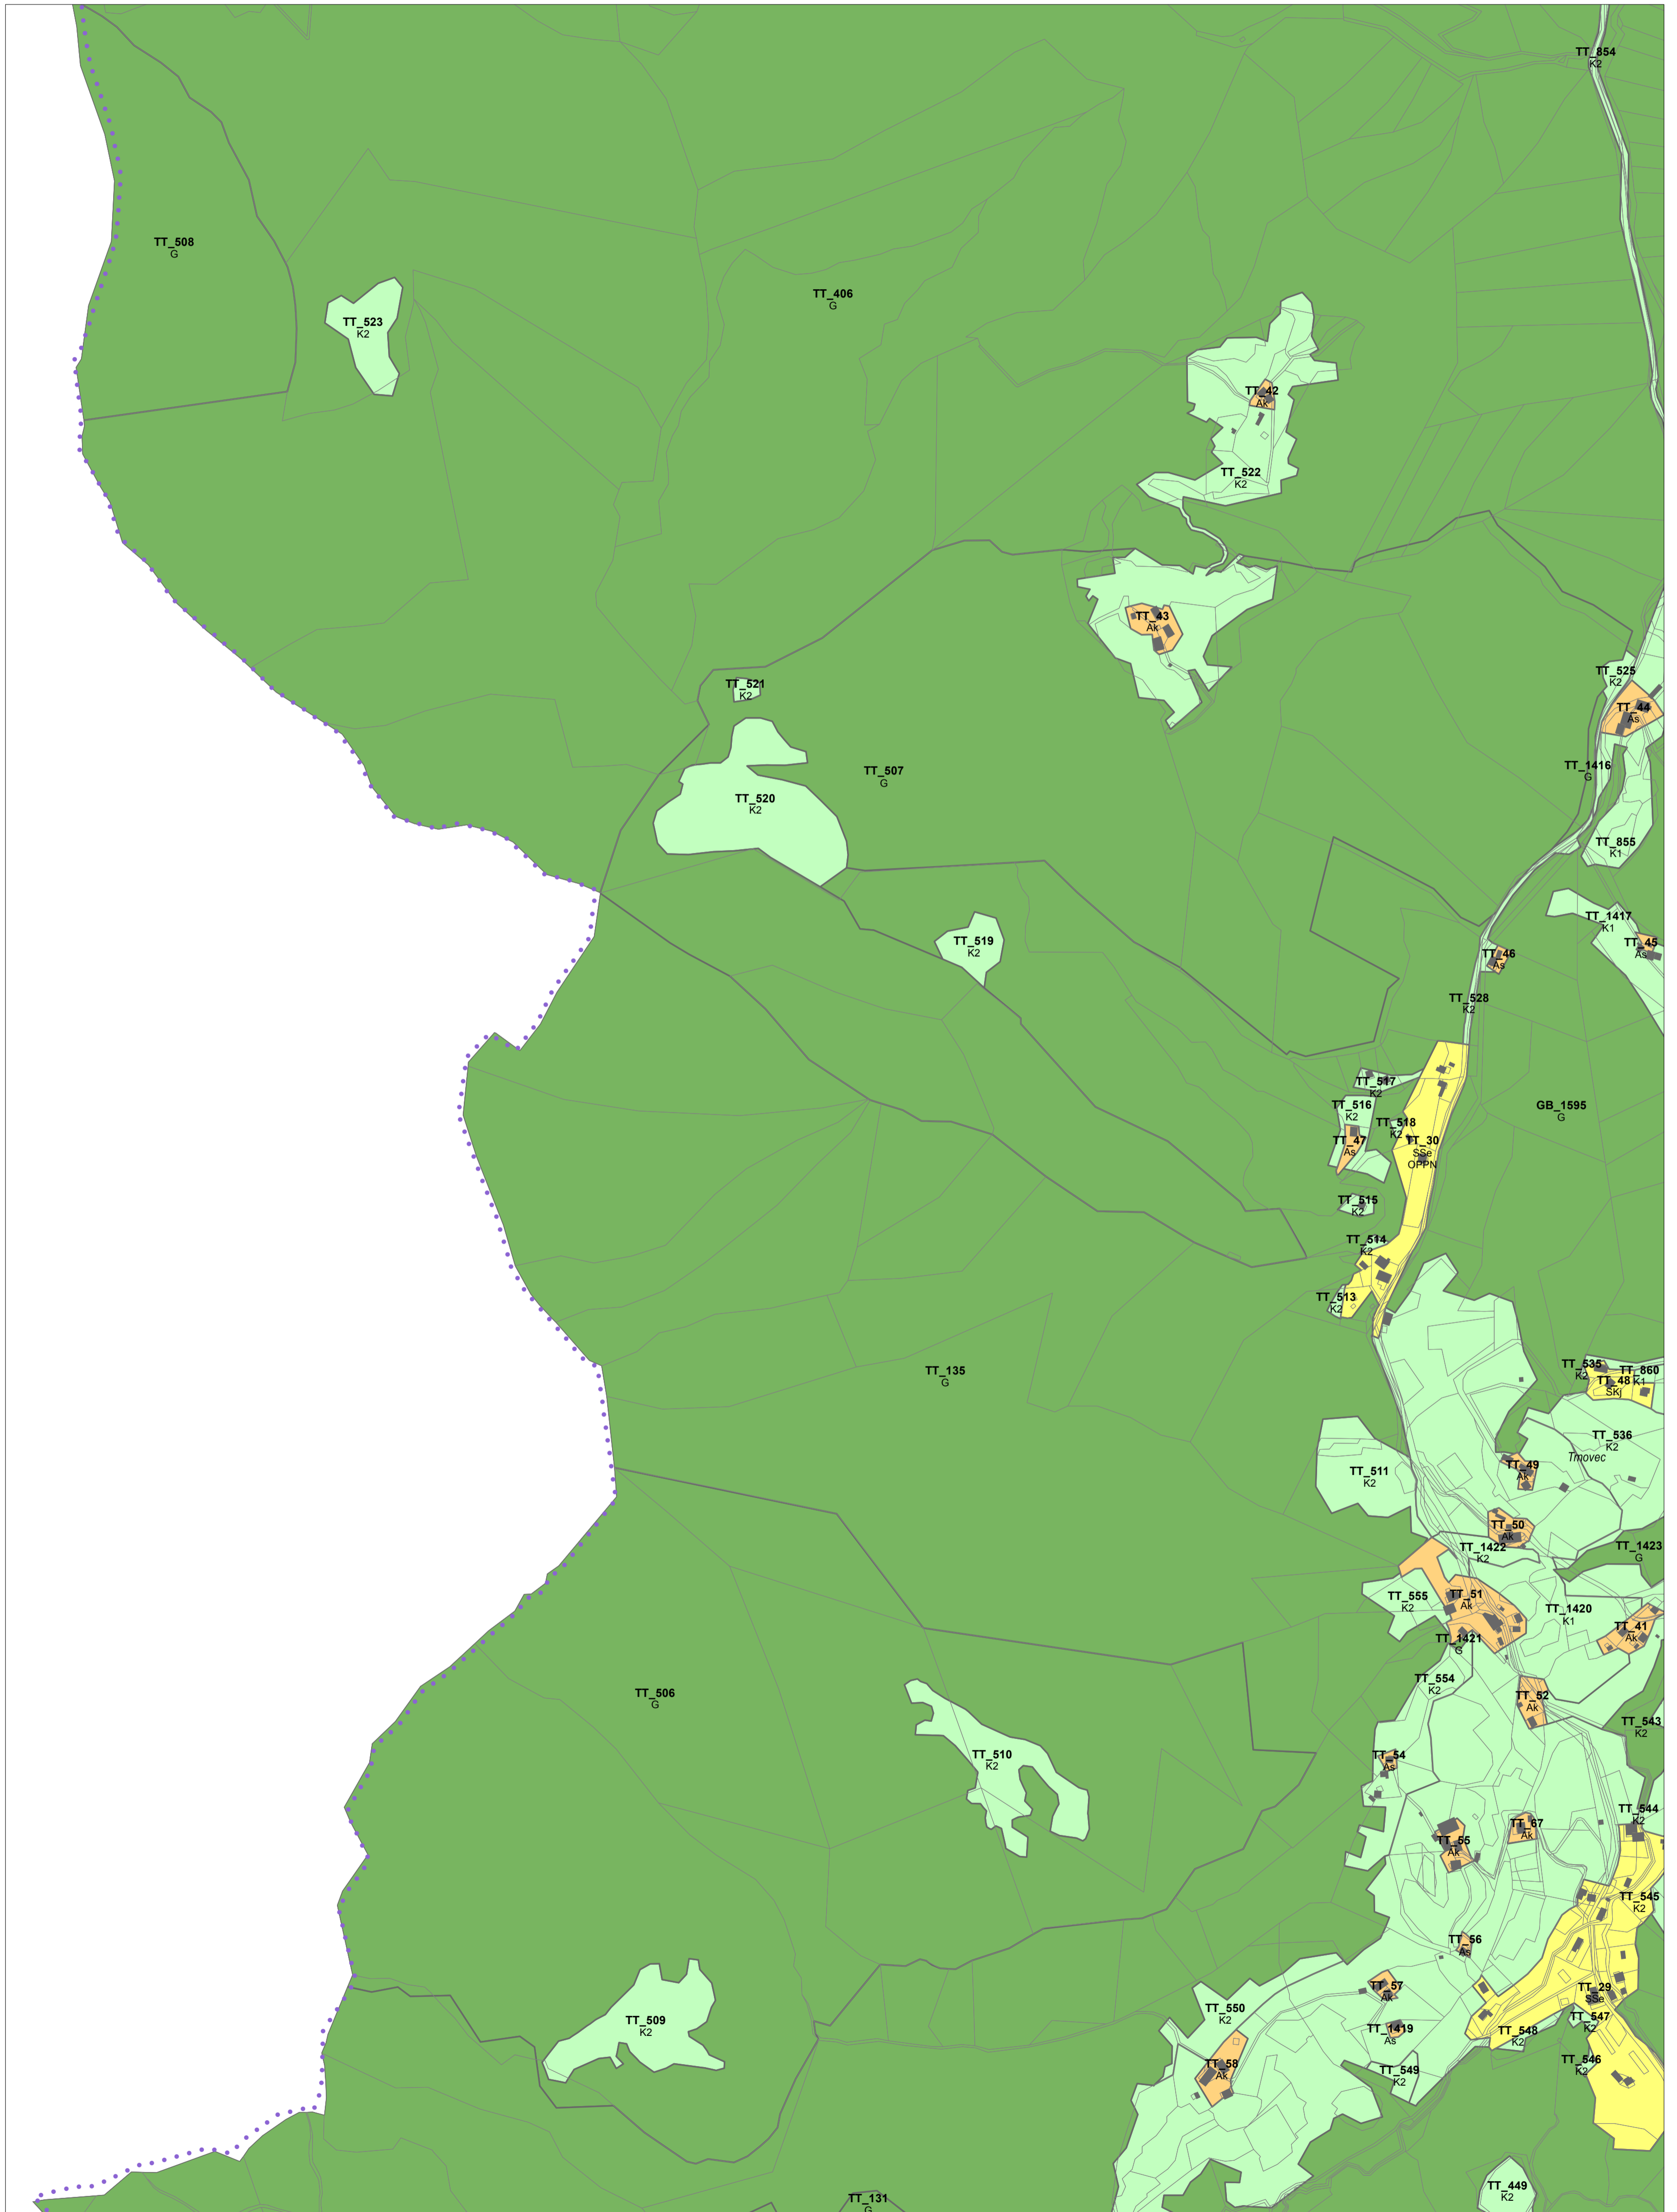 TT_854
K2
TT_508
G
TT_406
G
TT_523
K2
TT_42
Ak
TT_522
K2
TT_43
Ak
TT_525
K2
TT_521
K2
TT_44
As
TT_1416
G
TT_507
G
TT_520
K2
TT_855
K1
TT_1417
K1
TT_519
K2
TT_45
As
TT_46
As
TT_528
K2
TT_517
K2
TT_516
K2
GB_1595
G
TT_518
K2
TT_47
As
TT_30
SSe
OPPN
TT_515
K2
TT_514
K2
TT_513
K2
TT_535
K2
TT_860
K1
TT_135
G
TT_48
SKj
TT_536
K2
Trnovec
TT_49
Ak
TT_511
K2
TT_50
Ak
TT_1422
K2
TT_1423
G
TT_51
Ak
TT_555
K2
TT_1420
K1
TT_41
Ak
TT_1421
G
TT_554
K2
TT_506
G
TT_52
Ak
TT_543
K2
TT_510
K2
TT_54
As
TT_544
K2
TT_67
Ak
TT_55
Ak
TT_545
K2
TT_56
As
TT_57
Ak
TT_29
SSe
TT_550
K2
TT_509
K2
TT_547
K2
TT_1419
As
TT_548
K2
TT_58
Ak
TT_546
K2
TT_549
K2
TT_449
K2
TT_131
G